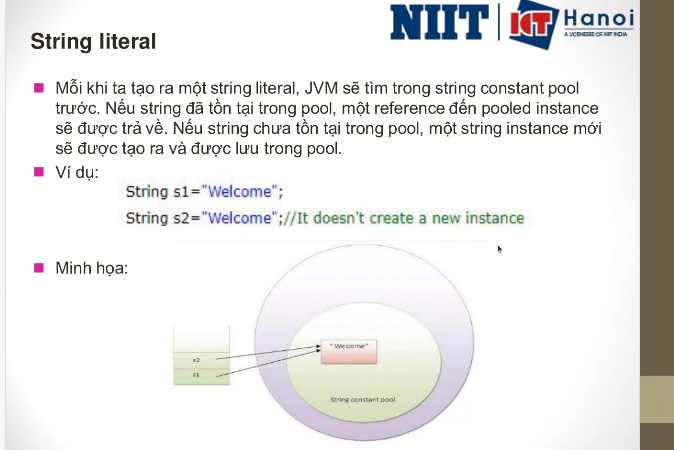 NIIT
ICT Hanoi
A LICENSEE OF NIIT INDIA
String literal
Mỗi khi ta tạo ra một string literal, JVM sẽ tìm trong string constant pool
trước. Nếu string đã tồn tại trong pool, một reference đến pooled instance
sẽ được trả về. Nếu string chưa tồn tại trong pool, một string instance mới
sẽ được tạo ra và được lưu trong pool.
Ví dụ:
String s1="Welcome";
String s2="Welcome";//It doesn't create a new instance
Minh họa:
"Welcome"
s2
s1
String constant pool